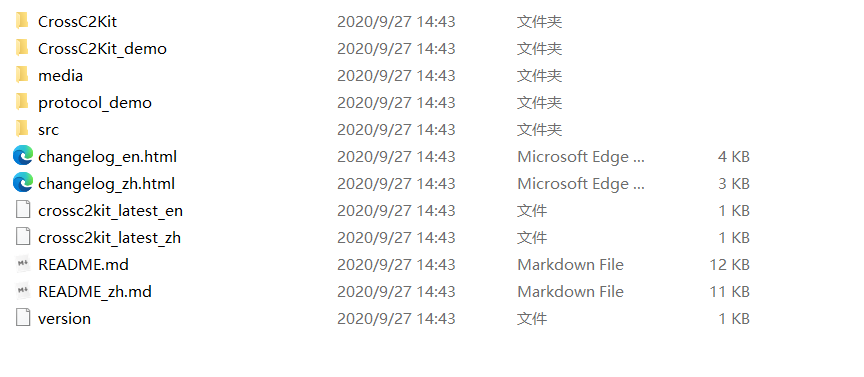 CrossC2Kit 2020/9/27 14:43 文件夹
CrossC2Kit_demo 2020/9/27 14:43 文件夹
media 2020/9/27 14:43 文件夹
protocol_demo 2020/9/27 14:43 文件夹
src 2020/9/27 14:43 文件夹
changelog_en.html 2020/9/27 14:43 Microsoft Edge ... 4 KB
changelog_zh.html 2020/9/27 14:43 Microsoft Edge ... 3 KB
crossc2kit_latest_en 2020/9/27 14:43 文件 1 KB
crossc2kit_latest_zh 2020/9/27 14:43 文件 1 KB
README.md 2020/9/27 14:43 Markdown File 12 KB
README_zh.md 2020/9/27 14:43 Markdown File 11 KB
version 2020/9/27 14:43 文件 1 KB